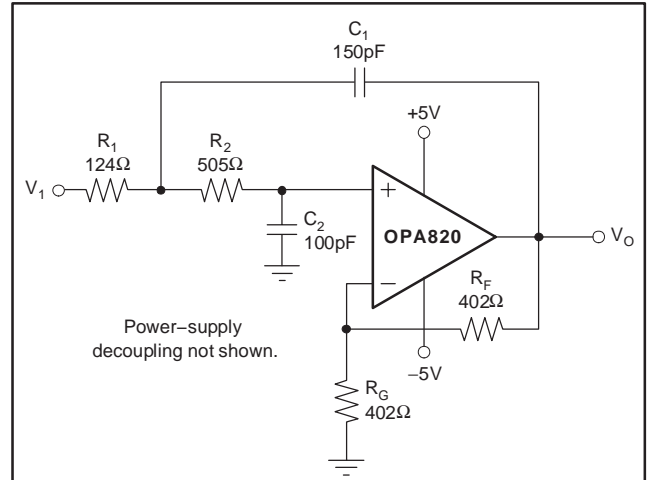 C1
150pF
+5V
R1
124Ω
R2
505Ω
V1
C2
100pF
+
OPA820
−
VO
RF
402Ω
Power−supply
decoupling not shown.
−5V
RG
402Ω